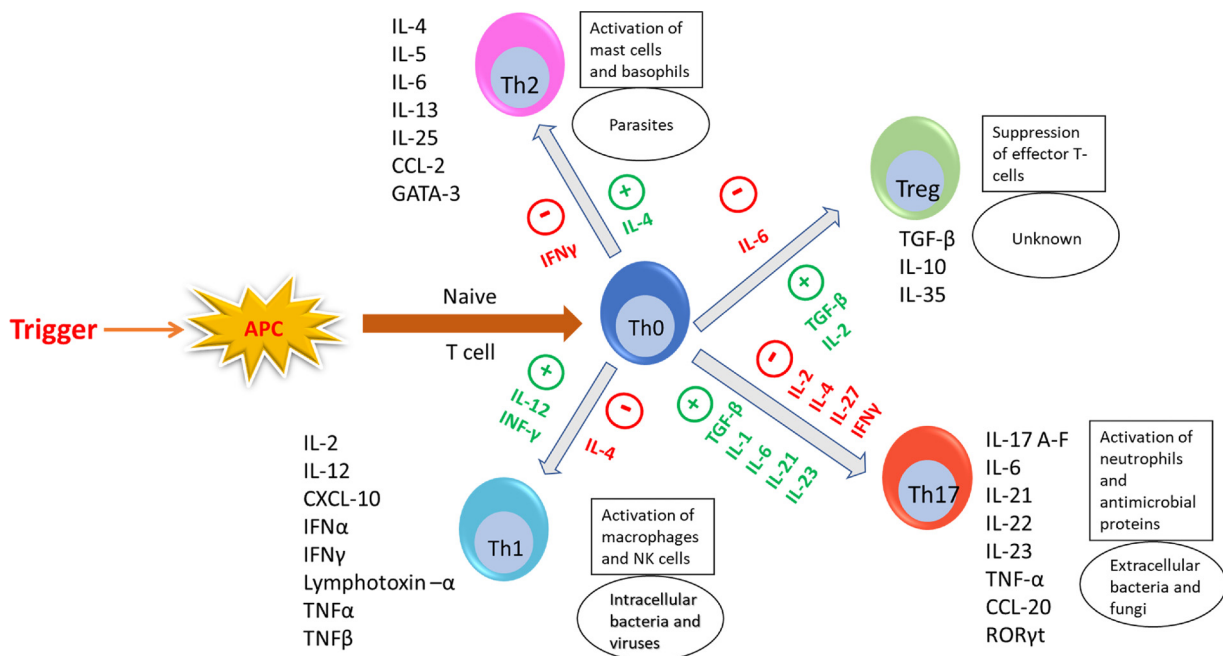 IL-4
IL-5
IL-6
IL-13
IL-25
CCL-2
GATA-3
Th2
Activation of
mast cells
and basophils
Parasites
IFNγ
IL-4
IL-6
TGF-β
IL-2
Treg
Suppression
of effector T-
cells
Unknown
TGF-β
IL-10
IL-35
Trigger
APC
Naive
T cell
Th0
IL-12
INF-γ
IL-4
TGF-β
IL-1
IL-6
IL-21
IL-23
IL-2
IL-4
IL-27
IFNγ
IL-2
IL-12
CXCL-10
IFNα
IFNγ
Lymphotoxin –α
TNFα
TNFβ
Th1
Activation of
macrophages
and NK cells
Intracellular
bacteria and
viruses
Th17
IL-17 A-F
IL-6
IL-21
IL-22
IL-23
TNF-α
CCL-20
RORγt
Activation of
neutrophils
and
antimicrobial
proteins
Extracellular
bacteria and
fungi